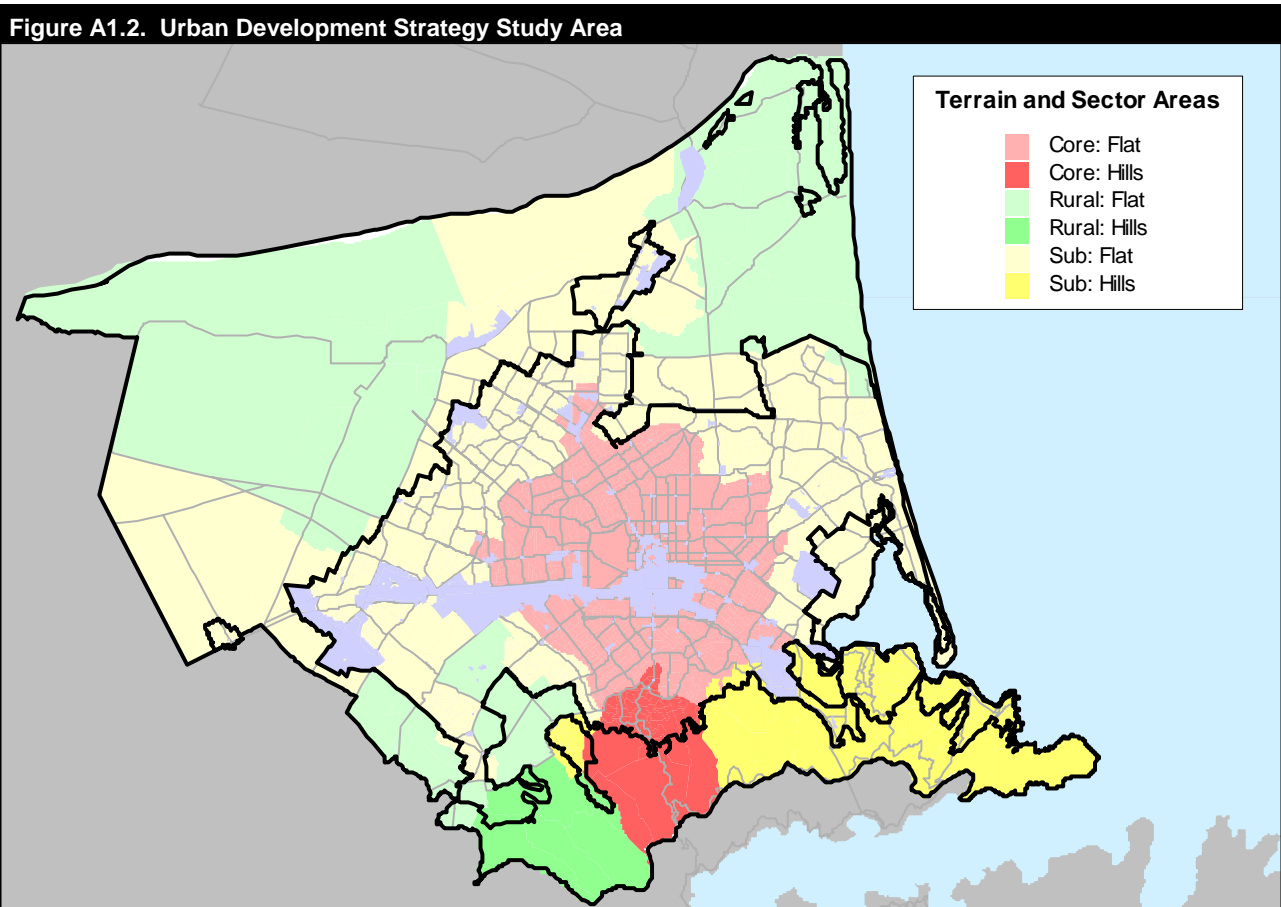 Figure A1.2. Urban Development Strategy Study Area
Terrain and Sector Areas
Core: Flat
Core: Hills
Rural: Flat
Rural: Hills
Sub: Flat
Sub: Hills